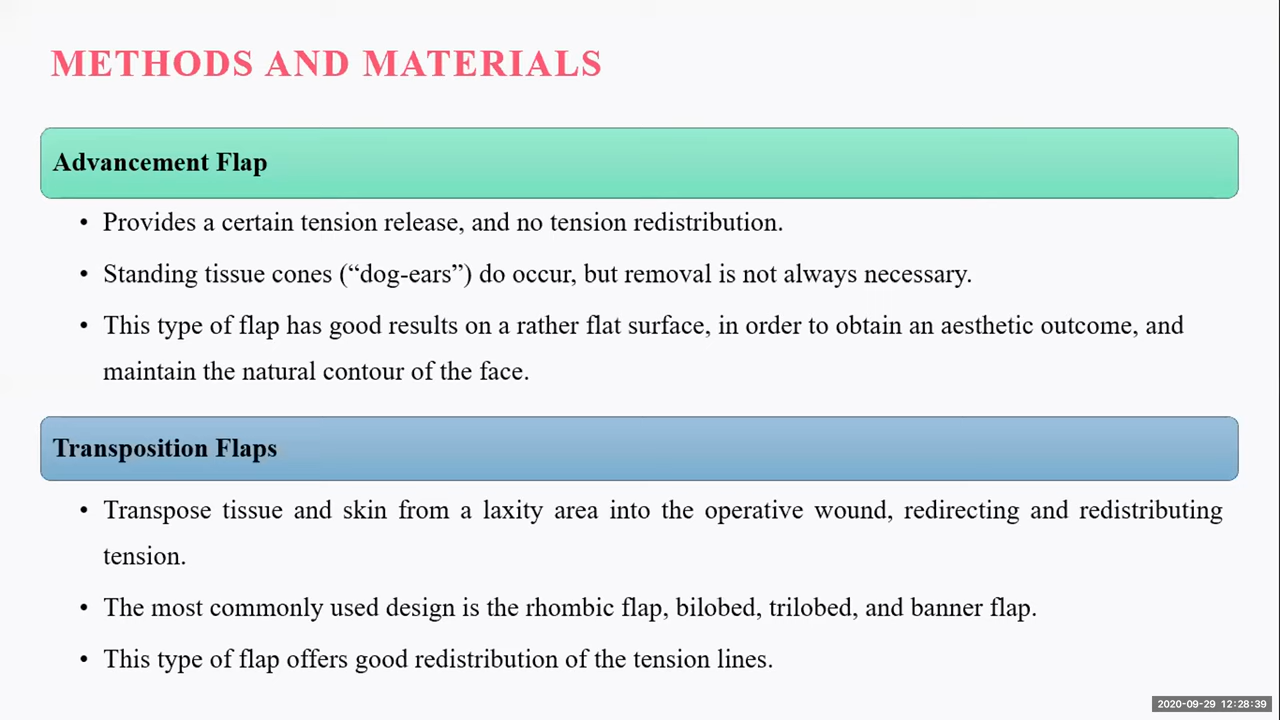 METHODS AND MATERIALS
Advancement Flap
• Provides a certain tension release, and no tension redistribution.
• Standing tissue cones (“dog-ears”) do occur, but removal is not always necessary.
• This type of flap has good results on a rather flat surface, in order to obtain an aesthetic outcome, and
maintain the natural contour of the face.
Transposition Flaps
• Transpose tissue and skin from a laxity area into the operative wound, redirecting and redistributing
tension.
• The most commonly used design is the rhombic flap, bilobed, trilobed, and banner flap.
• This type of flap offers good redistribution of the tension lines.
2020-09-29 12:28:39